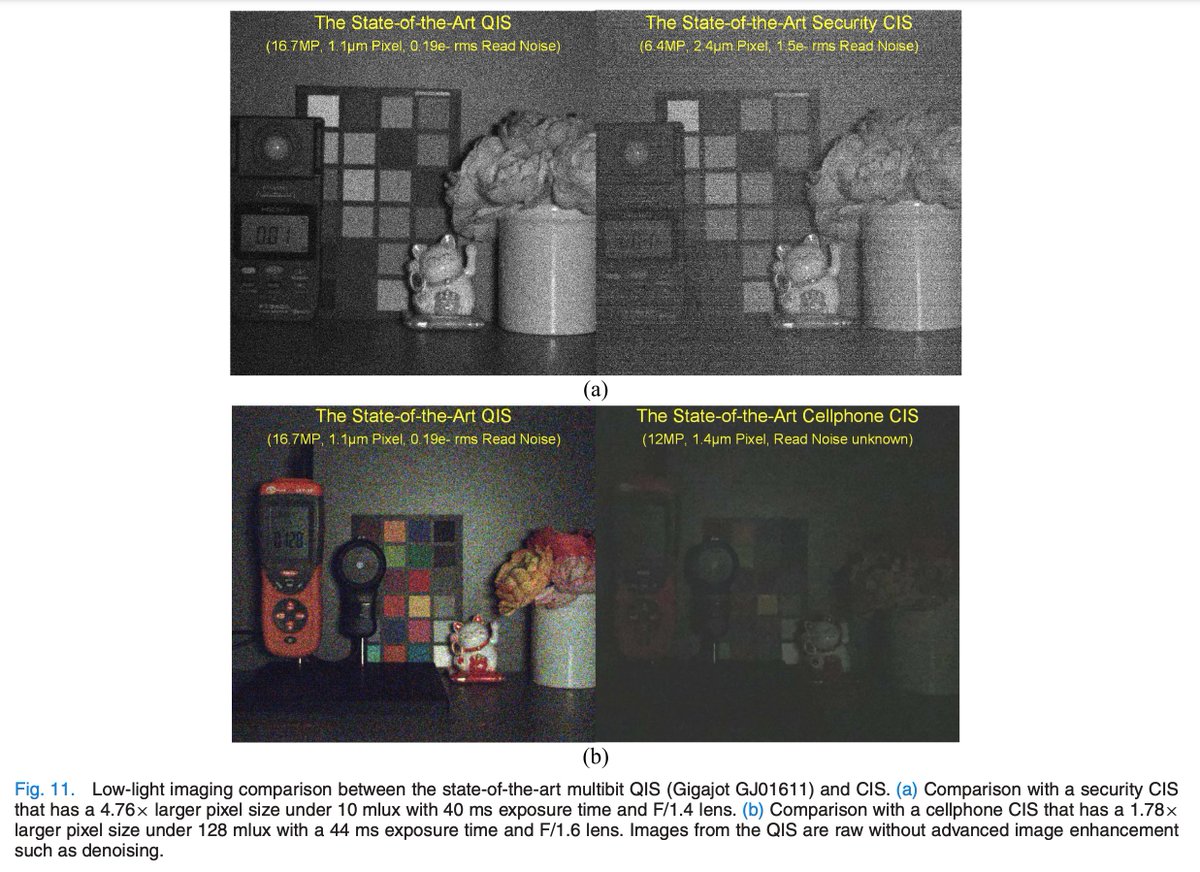 The State-of-the-Art QIS
(16.7MP, 1.1µm Pixel, 0.19e- rms Read Noise)
The State-of-the-Art Security CIS
(6.4MP, 2.4µm Pixel, 1.5e- rms Read Noise)
0.01
(a)
The State-of-the-Art QIS
(16.7MP, 1.1µm Pixel, 0.19e- rms Read Noise)
The State-of-the-Art Cellphone CIS
(12MP, 1.4µm Pixel, Read Noise unknown)
0.128
(b)
Fig. 11. Low-light imaging comparison between the state-of-the-art multibit QIS (Gigajot GJ01611) and CIS. (a) Comparison with a security CIS
that has a 4.76× larger pixel size under 10 mlux with 40 ms exposure time and F/1.4 lens. (b) Comparison with a cellphone CIS that has a 1.78×
larger pixel size under 128 mlux with a 44 ms exposure time and F/1.6 lens. Images from the QIS are raw without advanced image enhancement
such as denoising.